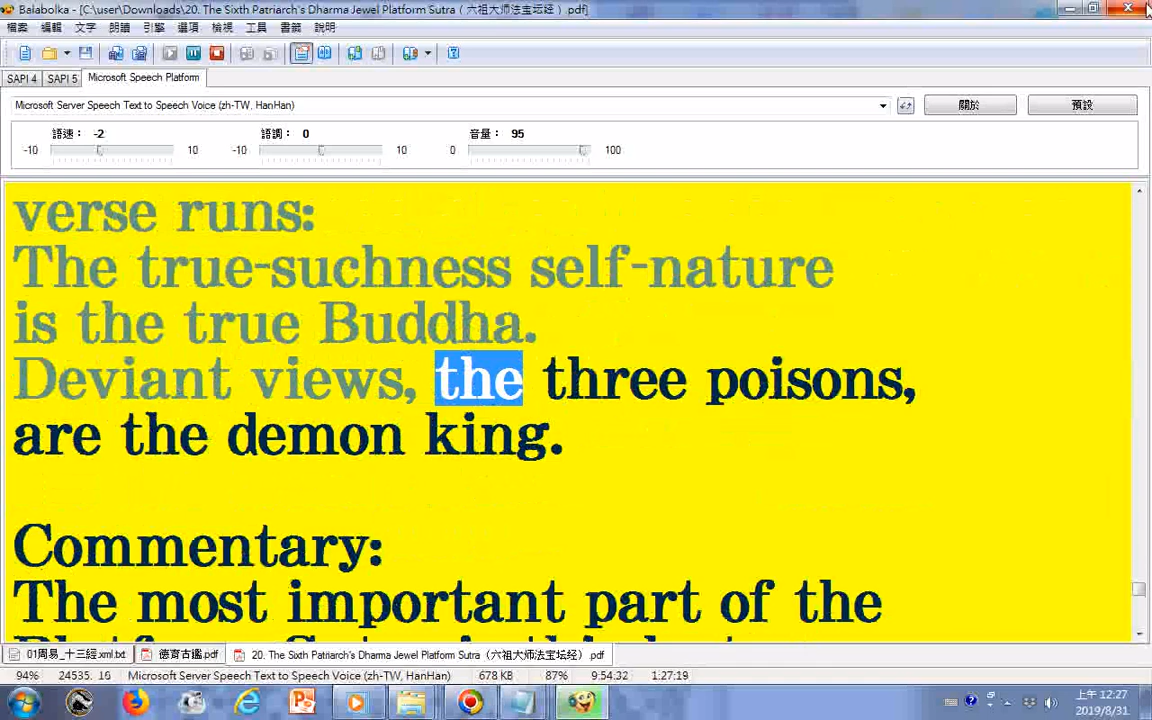 Balabolka - [C:\user\Downloads\20. The Sixth Patriarch's Dharma Jewel Platform Sutra（六祖大师法宝坛经）pdf]
檔案 編輯 文字 朗讀 引擎 選項 檢視 工具 書籤 說明
SAPI 4 SAPI 5 Microsoft Speech Platform
Microsoft Server Speech Text to Speech Voice (zh-TW, HanHan) 關於 預設
語速： -2 語調： 0 音量： 95
-10 10 -10 10 0 100
verse runs:
The true-suchness self-nature
is the true Buddha.
Deviant views, the three poisons,
are the demon king.
Commentary:
The most important part of the
01周易_十三經.xml.txt 德育古鑑.pdf 20. The Sixth Patriarch's Dharma Jewel Platform Sutra（六祖大师法宝坛经）.pdf
94% 24535. 16 Microsoft Server Speech Text to Speech Voice (zh-TW, HanHan) 678 KB 87% 9:54.32 1:27:19
上午 12:27
2019/8/31